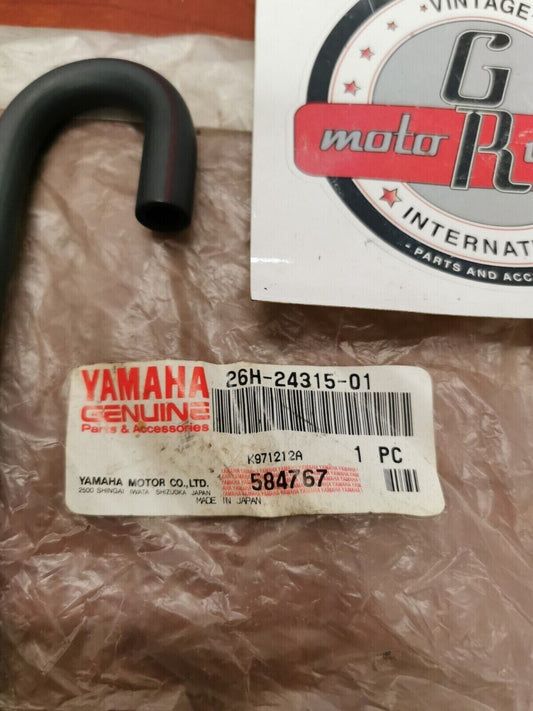 VINTAGE
G
moto R
INTERNAT
PARTS AND ACC
YAMAHA
GENUINE
Parts & Accessories
26H-24315-01
K971212A
1 PC
YAMAHA MOTOR CO.,LTD.
2500 SHINGAI IWATA SHIZUOKA JAPAN
584767
MADE IN JAPAN